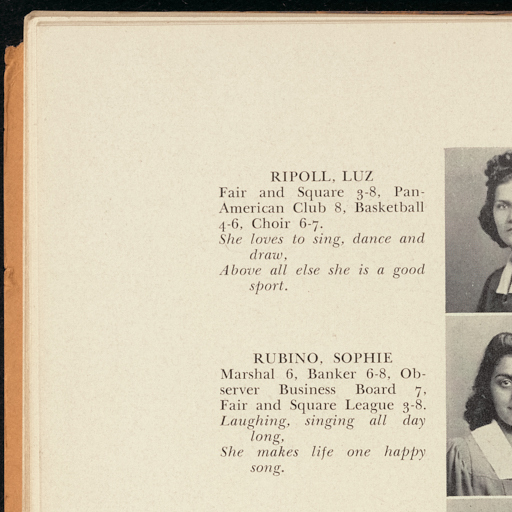 RIPOLL, LUZ
Fair and Square 3-8, Pan-
American Club 8, Basketball
4-6, Choir 6-7.
She loves to sing, dance and
draw,
Above all else she is a good
sport.
RUBINO, SOPHIE
Marshal 6, Banker 6-8, Ob-
server Business Board 7,
Fair and Square League 3-8.
Laughing, singing all day
long,
She makes life one happy
song.